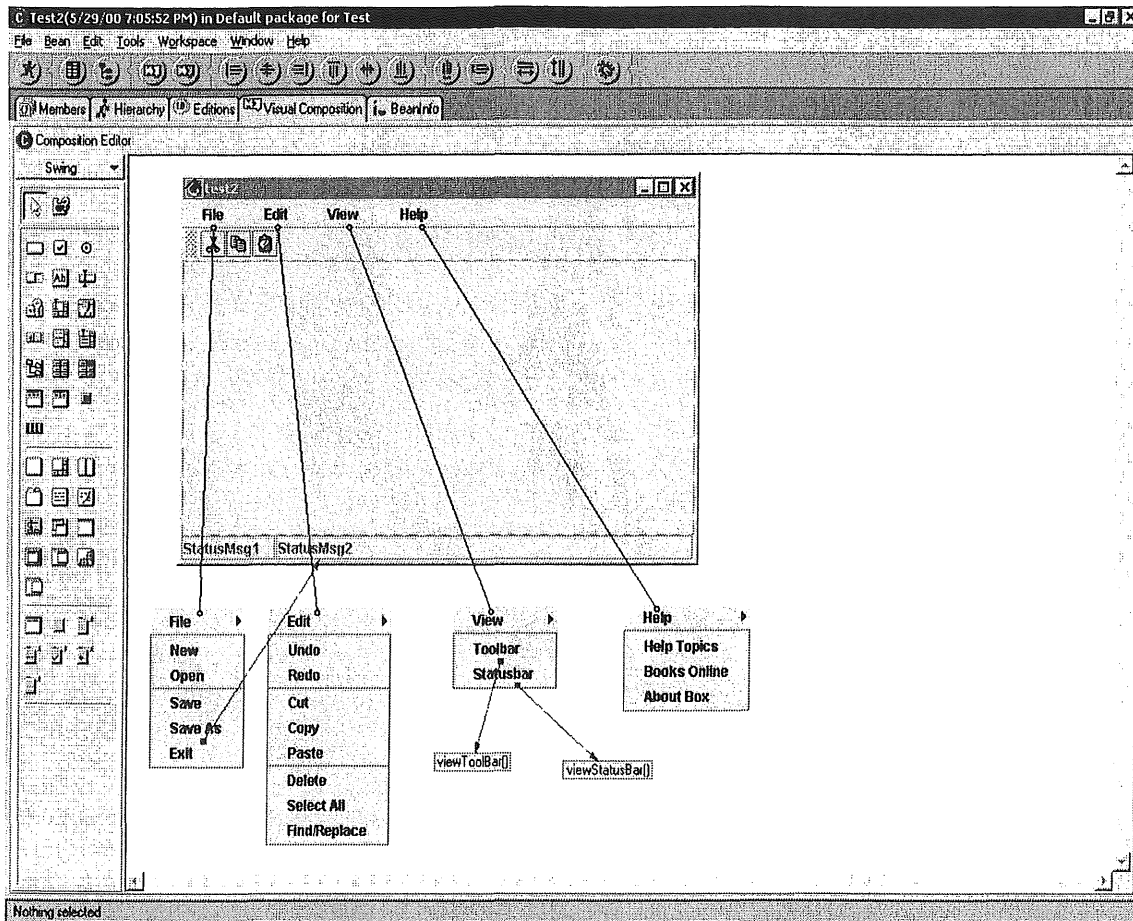 C Test2(5/29/00 7:05:52 PM) in Default package for Test
File Bean Edit Tools Workspace Window Help
Members Hierarchy Editions Visual Composition BeanInfo
Composition Editor
Swing
Test2
File Edit View Help
StatusMsg1 StatusMsg2
File
New
Open
Save
Save As
Exit
Edit
Undo
Redo
Cut
Copy
Paste
Delete
Select All
Find/Replace
View
Toolbar
Statusbar
viewToolBar()
viewStatusBar()
Help
Help Topics
Books Online
About Box
Nothing selected